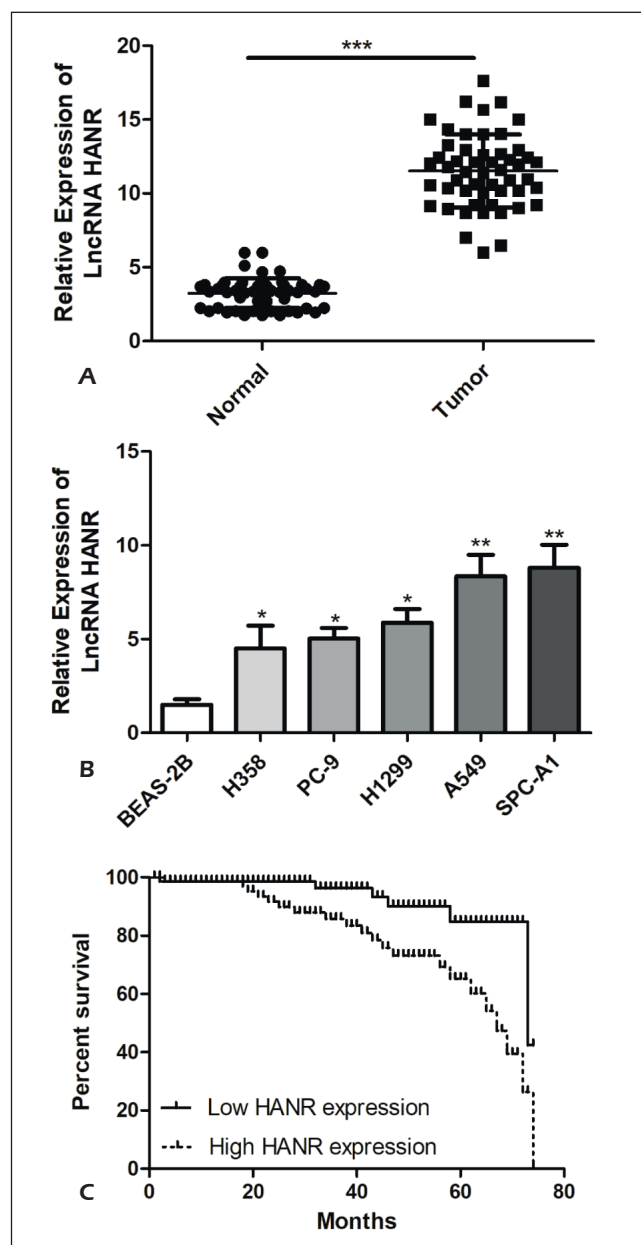 Relative Expression of
LncRNA HANR
20
15
10
5
0
***
Normal
Tumor
A
Relative Expression of
LncRNA HANR
15
10
5
0
*
*
*
**
**
BEAS-2B
H358
PC-9
H1299
A549
SPC-A1
B
Percent survival
100
80
60
40
20
0
Low HANR expression
High HANR expression
0 20 40 60 80
Months
C